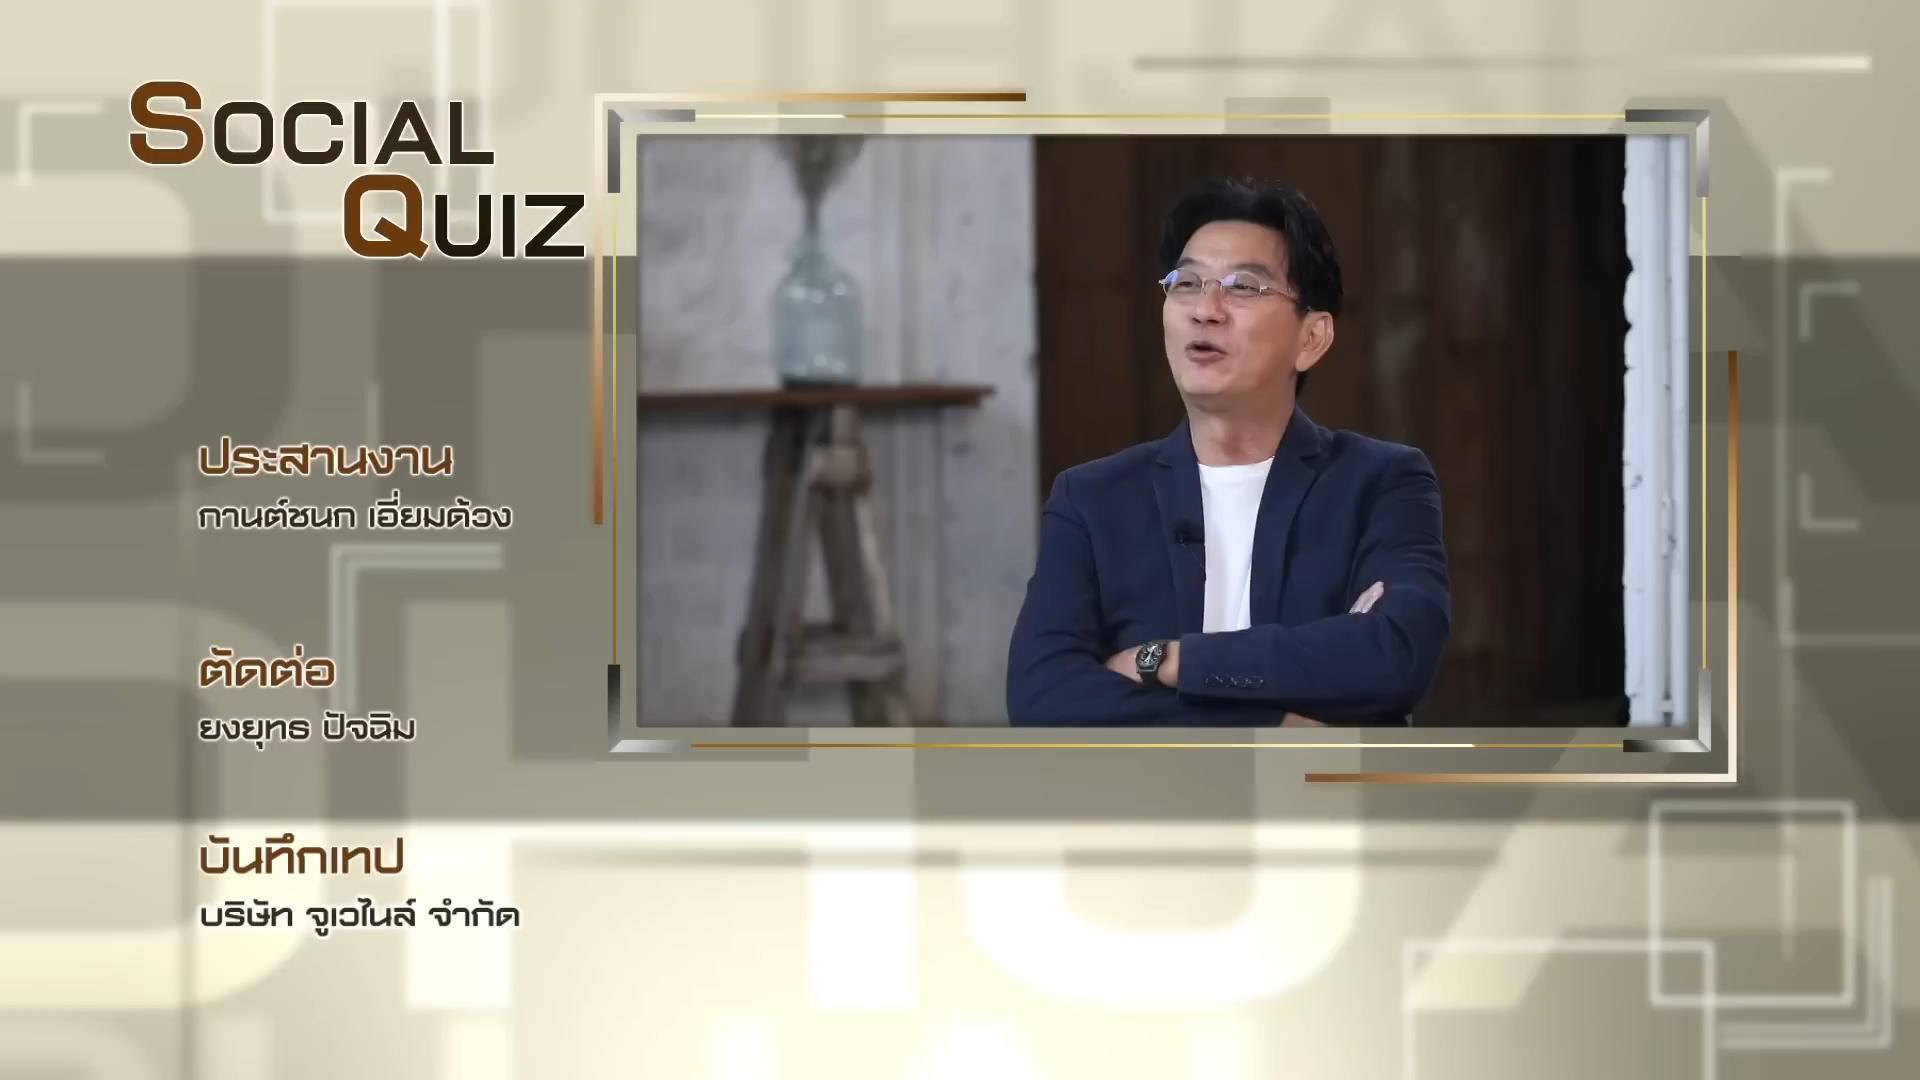 SOCIAL
QUIZ
ประสานงาน
กานต์ชนก เอี่ยมด้วง
ตัดต่อ
ยงยุทธ ปัจฉิม
บันทึกเทป
บริษัท จูเวไนล์ จำกัด